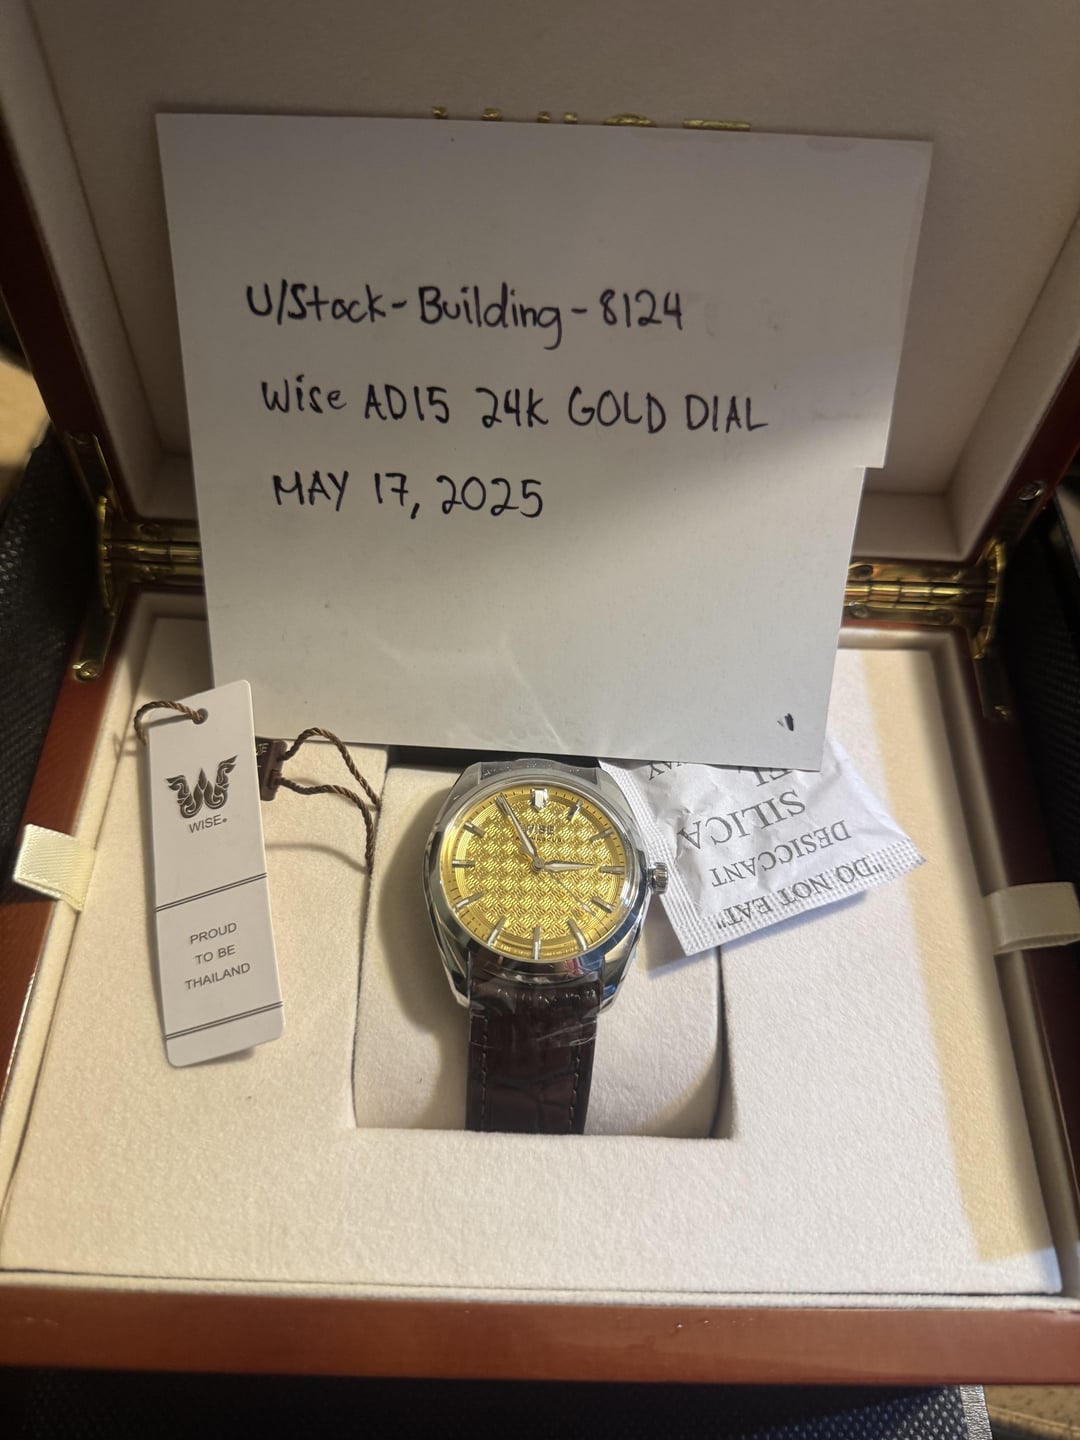 U/Stock-Building-8124
Wise AD15 24K GOLD DIAL
MAY 17, 2025
WISE
PROUD
TO BE
THAILAND
WISE
SILICA
DESICCANT
"DO NOT EAT"